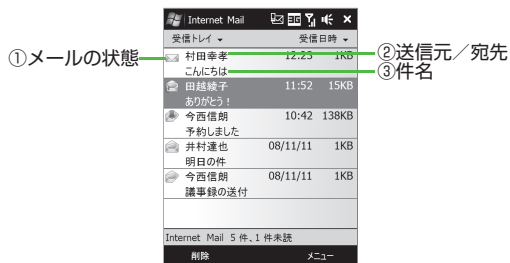 Internet Mail
受信トレイ 受信日時
①メールの状態
村田幸孝 12:23 1KB
②送信元／宛先
こんにちは
③件名
田越綾子 11:52 15KB
ありがとう！
今西信朗 10:42 138KB
予約しました
井村達也 08/11/11 1KB
明日の件
今西信朗 08/11/11 1KB
議事録の送付
Internet Mail 5 件、1 件未読
削除 メニュー